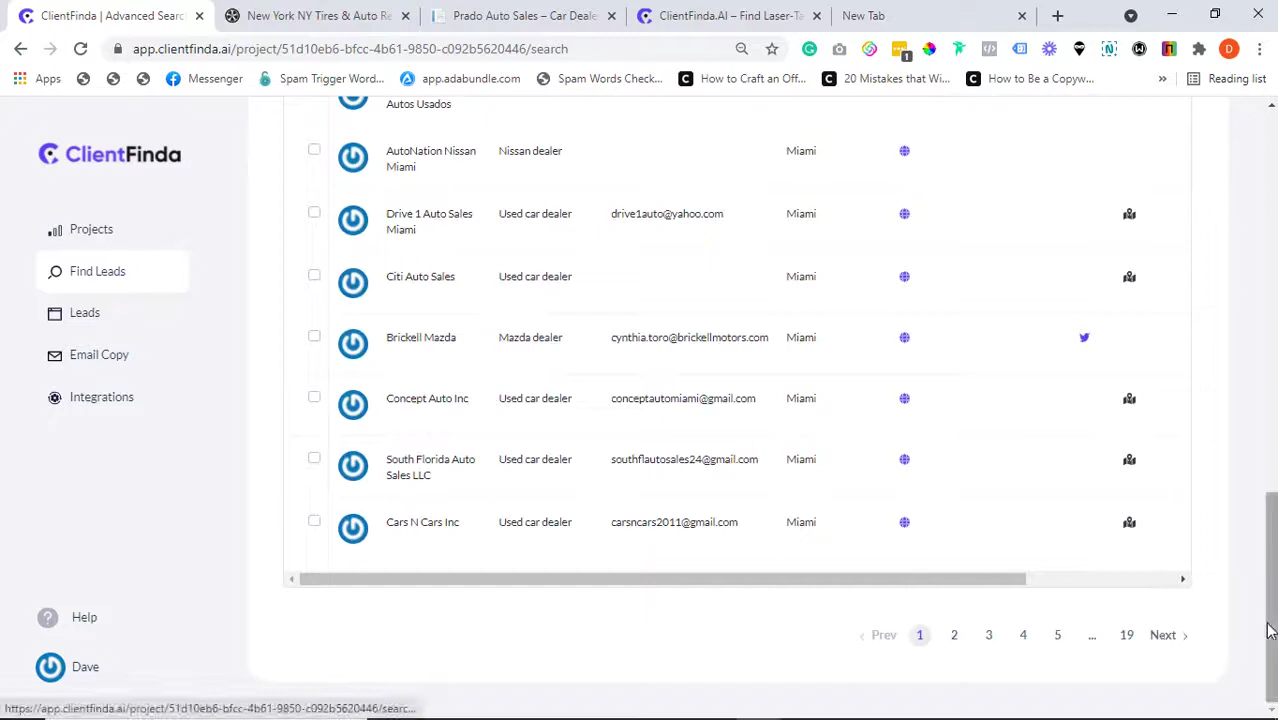 ClientFinda | Advanced Searc
New York NY Tires & Auto Re
Prado Auto Sales – Car Deale
ClientFinda.AI – Find Laser-Ta
New Tab
app.clientfinda.ai/project/51d10eb6-bfcc-4b61-9850-c092b5620446/search
1
D
Apps
Messenger
Spam Trigger Word...
app.adabundle.com
Spam Words Check...
How to Craft an Off...
20 Mistakes that Wi...
How to Be a Copyw...
Reading list
ClientFinda
Projects
Find Leads
Leads
Email Copy
Integrations
Help
Dave
Autos Usados
AutoNation Nissan Miami Nissan dealer Miami
Drive 1 Auto Sales Miami Used car dealer drive1auto@yahoo.com Miami
Citi Auto Sales Used car dealer Miami
Brickell Mazda Mazda dealer cynthia.toro@brickellmotors.com Miami
Concept Auto Inc Used car dealer conceptautomiami@gmail.com Miami
South Florida Auto Sales LLC Used car dealer southflautosales24@gmail.com Miami
Cars N Cars Inc Used car dealer carsncars2011@gmail.com Miami
Prev 1 2 3 4 5 ... 19 Next
https://app.clientfinda.ai/project/51d10eb6-bfcc-4b61-9850-c092b5620446/searc...